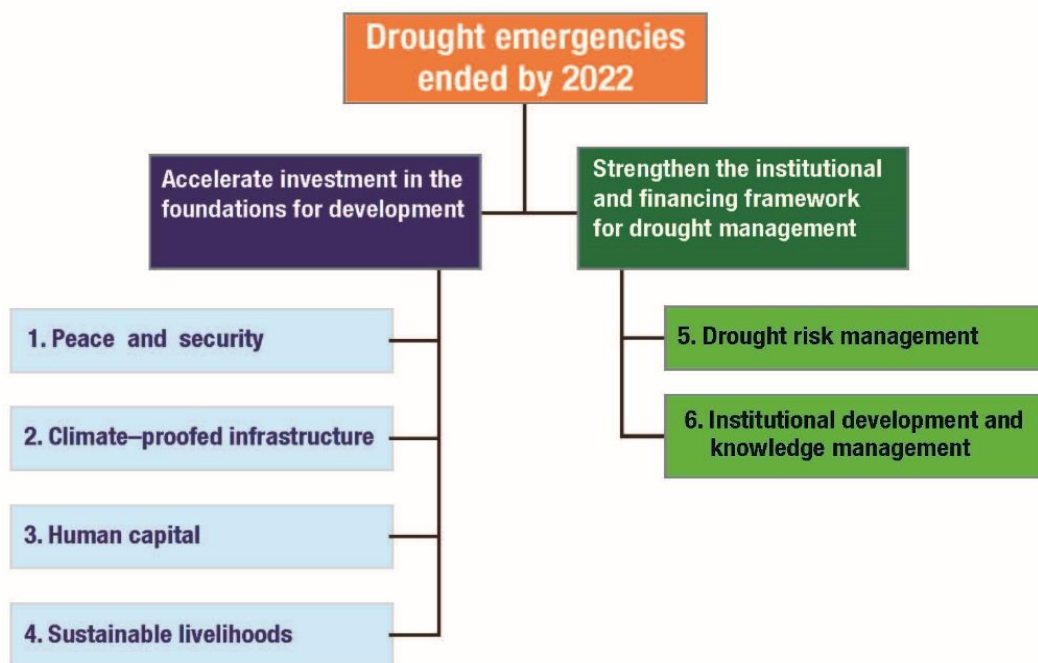 Drought emergencies
ended by 2022
Accelerate investment in the
foundations for development
Strengthen the institutional
and financing framework
for drought management
1. Peace and security
2. Climate–proofed infrastructure
3. Human capital
4. Sustainable livelihoods
5. Drought risk management
6. Institutional development and
knowledge management